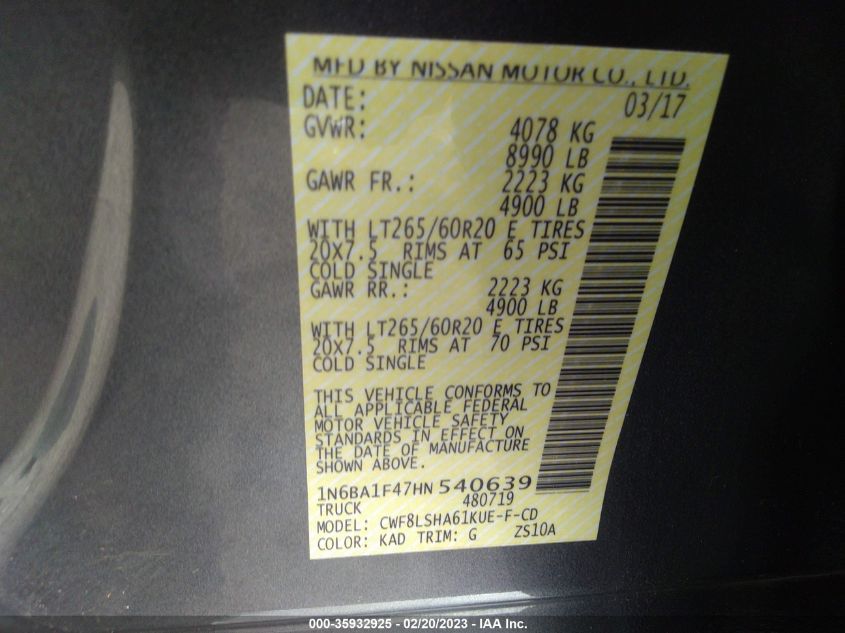 MFD BY NISSAN MOTOR CO., LTD.
DATE: 03/17
GVWR: 4078 KG
8990 LB
GAWR FR.: 2223 KG
4900 LB
WITH LT265/60R20 E TIRES
20X7.5 RIMS AT 65 PSI
COLD SINGLE
GAWR RR.: 2223 KG
4900 LB
WITH LT265/60R20 E TIRES
20X7.5 RIMS AT 70 PSI
COLD SINGLE
THIS VEHICLE CONFORMS TO
ALL APPLICABLE FEDERAL
MOTOR VEHICLE SAFETY
STANDARDS IN EFFECT ON
THE DATE OF MANUFACTURE
SHOWN ABOVE.
1N6BA1F47HN540639
TRUCK 480719
MODEL: CWF8LSHA61KUE-F-CD
COLOR: KAD TRIM: G ZS10A
000-35932925 - 02/20/2023 - IAA Inc.